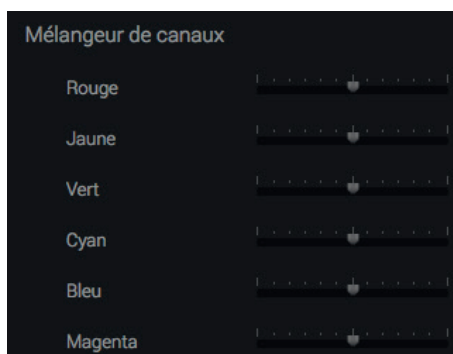 Mélangeur de canaux
Rouge
Jaune
Vert
Cyan
Bleu
Magenta